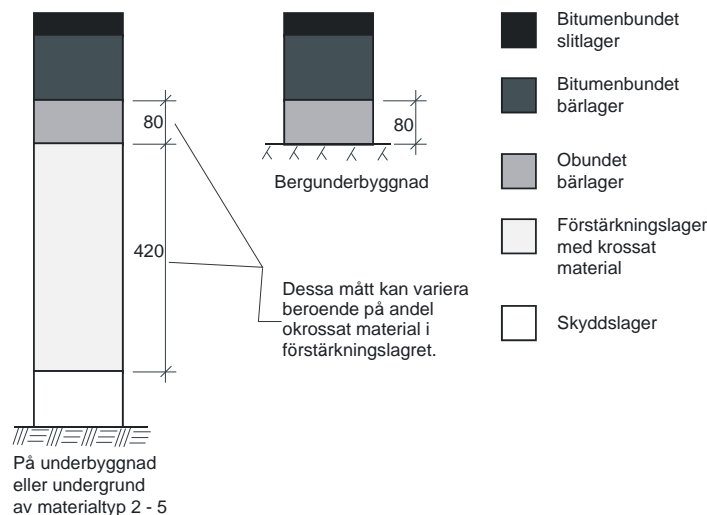 80
420
På underbyggnad
eller undergrund
av materialtyp 2 - 5
80
Bergunderbyggnad
Dessa mått kan variera
beroende på andel
okrossat material i
förstärkningslagret.
Bitumenbundet
slitlager
Bitumenbundet
bärlager
Obundet
bärlager
Förstärkningslager
med krossat
material
Skyddslager